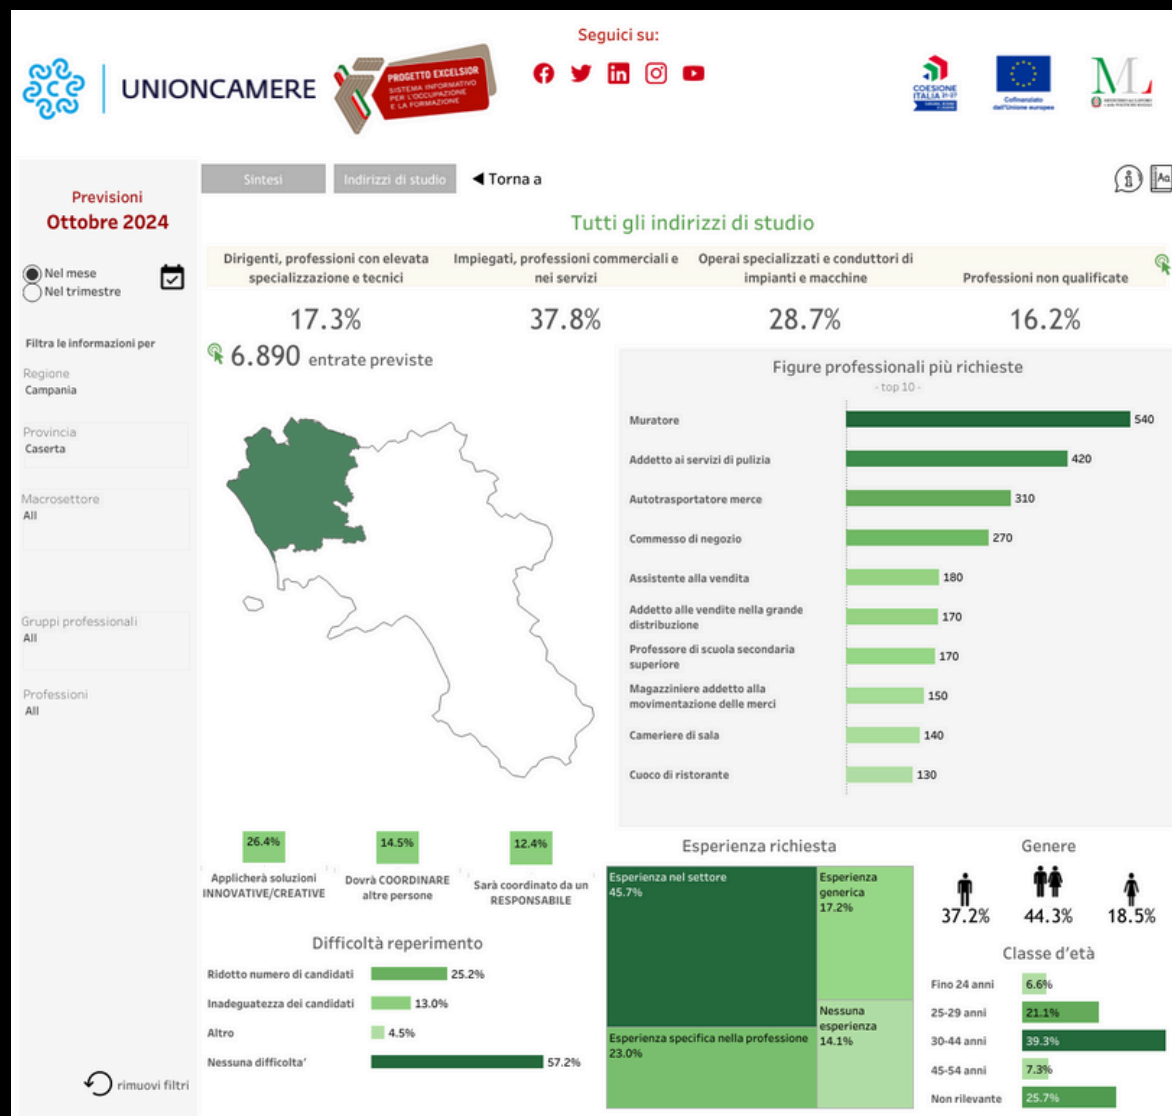 Seguici su:
UNIONCAMERE
PROGETTO EXCELSIOR
SISTEMA INFORMATIVO
PER L'OCCUPAZIONE
E LA FORMAZIONE
COESIONE
ITALIA 21-27
Cofinanziato
dall'Unione europea
ML
Sintesi
Indirizzi di studio
Torna a
Aa
Previsioni
Ottobre 2024
Nel mese
Nel trimestre
Filtra le informazioni per
Regione
Campania
Provincia
Caserta
Macrosettore
All
Gruppi professionali
All
Professioni
All
rimuovi filtri
Tutti gli indirizzi di studio
Dirigenti, professioni con elevata
specializzazione e tecnici
Impiegati, professioni commerciali e
nei servizi
Operai specializzati e conduttori di
impianti e macchine
Professioni non qualificate
17.3%
37.8%
28.7%
16.2%
6.890 entrate previste
Figure professionali più richieste
- top 10 -
Muratore 540
Addetto ai servizi di pulizia 420
Autotrasportatore merce 310
Commesso di negozio 270
Assistente alla vendita 180
Addetto alle vendite nella grande
distribuzione 170
Professore di scuola secondaria
superiore 170
Magazziniere addetto alla
movimentazione delle merci 150
Cameriere di sala 140
Cuoco di ristorante 130
26.4%
Applicherà soluzioni
INNOVATIVE/CREATIVE
14.5%
Dovrà COORDINARE
altre persone
12.4%
Sarà coordinato da un
RESPONSABILE
Difficoltà reperimento
Ridotto numero di candidati 25.2%
Inadeguatezza dei candidati 13.0%
Altro 4.5%
Nessuna difficolta' 57.2%
Esperienza richiesta
Esperienza nel settore
45.7%
Esperienza
generica
17.2%
Esperienza specifica nella professione
23.0%
Nessuna
esperienza
14.1%
Genere
37.2%
44.3%
18.5%
Classe d'età
Fino 24 anni 6.6%
25-29 anni 21.1%
30-44 anni 39.3%
45-54 anni 7.3%
Non rilevante 25.7%